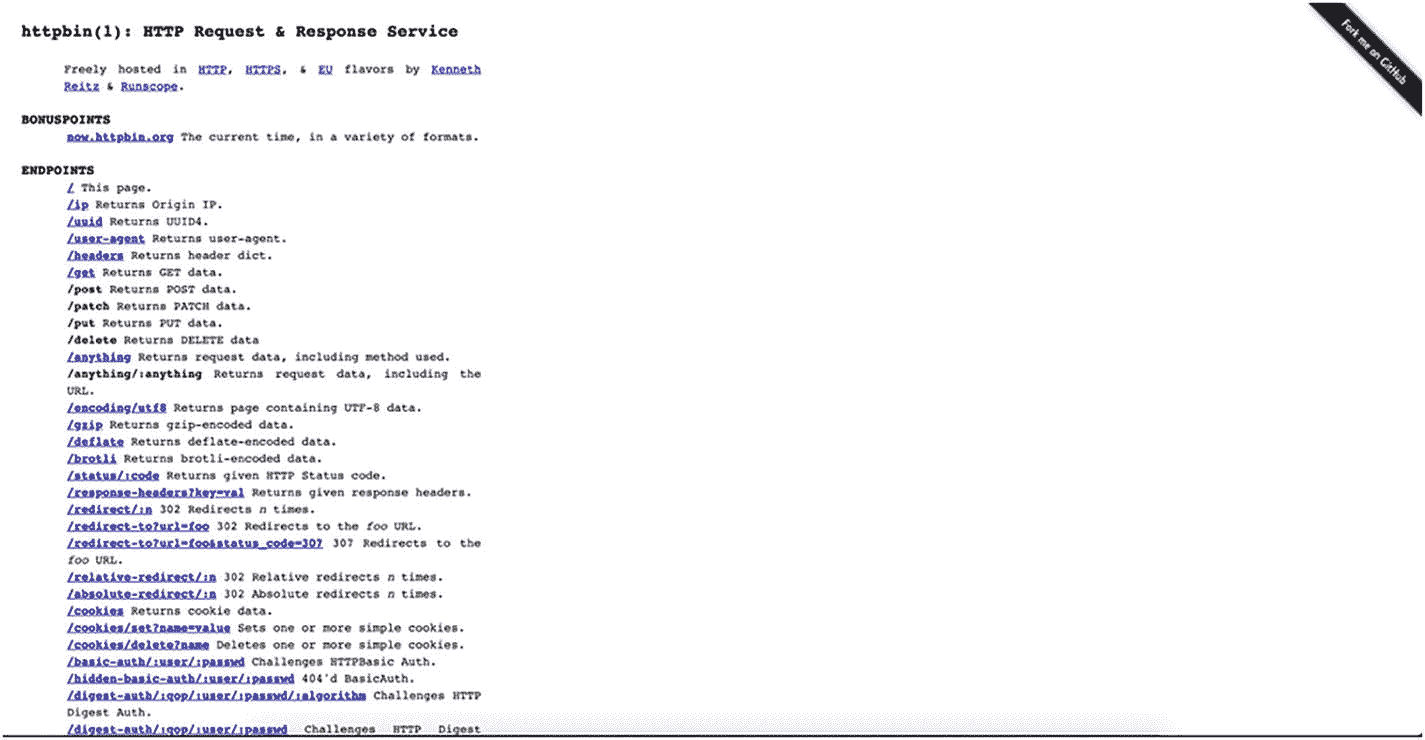 httpbin(1): HTTP Request & Response Service
Fork me on GitHub
Freely hosted in HTTP, HTTPS, & EU flavors by Kenneth
Reitz & Runscope.
BONUSPOINTS
now.httpbin.org The current time, in a variety of formats.
ENDPOINTS
/ This page.
/ip Returns Origin IP.
/uuid Returns UUID4.
/user-agent Returns user-agent.
/headers Returns header dict.
/get Returns GET data.
/post Returns POST data.
/patch Returns PATCH data.
/put Returns PUT data.
/delete Returns DELETE data
/anything Returns request data, including method used.
/anything/:anything Returns request data, including the
URL.
/encoding/utf8 Returns page containing UTF-8 data.
/gzip Returns gzip-encoded data.
/deflate Returns deflate-encoded data.
/brotli Returns brotli-encoded data.
/status/:code Returns given HTTP Status code.
/response-headers?key=val Returns given response headers.
/redirect/:n 302 Redirects n times.
/redirect-to?url=foo 302 Redirects to the foo URL.
/redirect-to?url=foo&status_code=307 307 Redirects to the
foo URL.
/relative-redirect/:n 302 Relative redirects n times.
/absolute-redirect/:n 302 Absolute redirects n times.
/cookies Returns cookie data.
/cookies/set?name=value Sets one or more simple cookies.
/cookies/delete?name Deletes one or more simple cookies.
/basic-auth/:user/:passwd Challenges HTTPBasic Auth.
/hidden-basic-auth/:user/:passwd 404'd BasicAuth.
/digest-auth/:qop/:user/:passwd/:algorithm Challenges HTTP
Digest Auth.
/digest-auth/:qop/:user/:passwd Challenges HTTP Digest